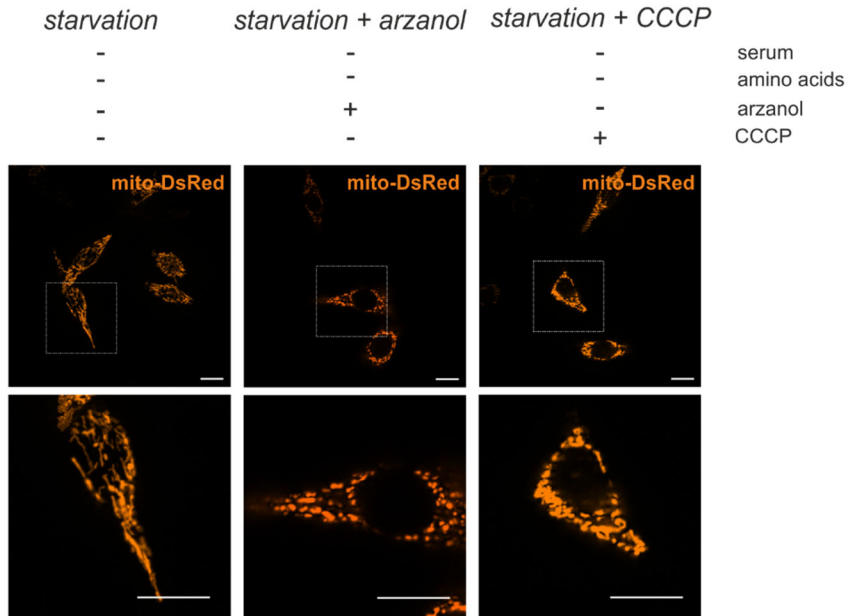 starvation starvation + arzanol starvation + CCCP
- - - serum
- - - amino acids
- + - arzanol
- - + CCCP
mito-DsRed mito-DsRed mito-DsRed